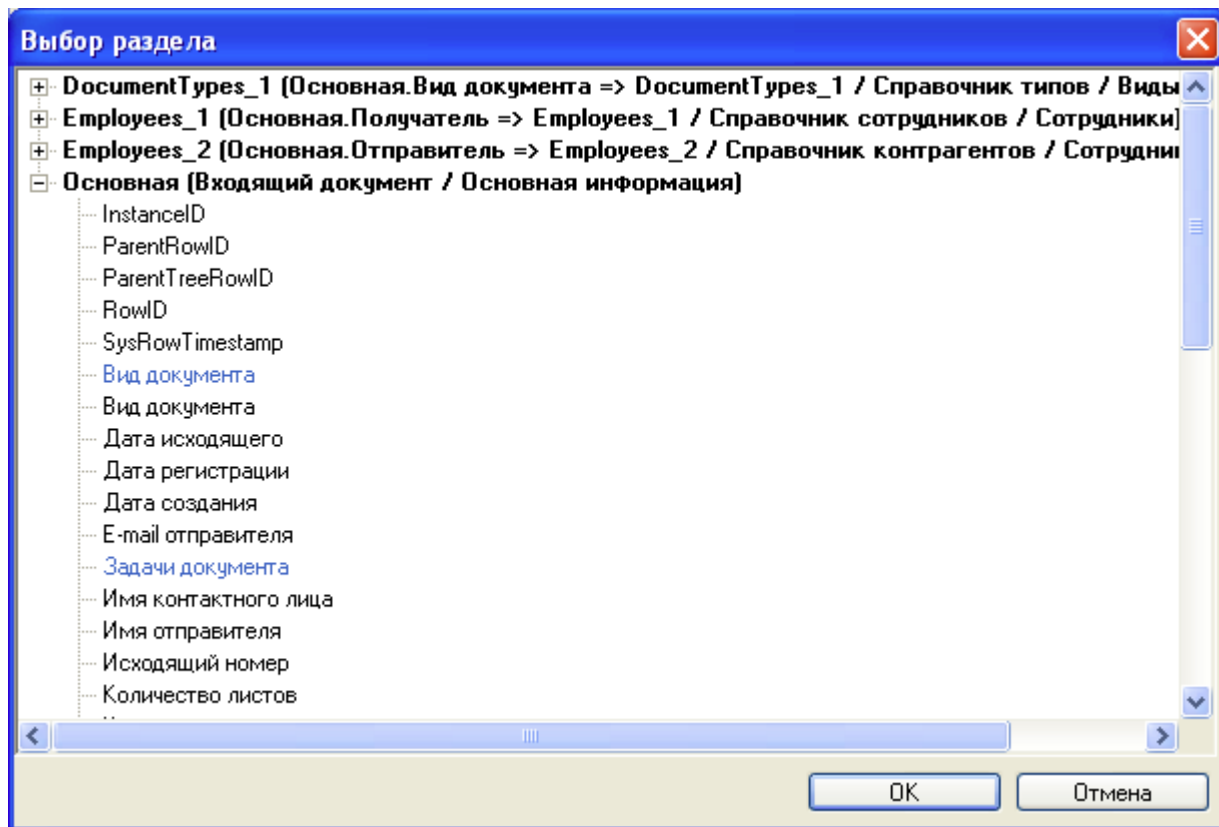 Выбор раздела
DocumentTypes_1 (Основная.Вид документа => DocumentTypes_1 / Справочник типов / Виды
Employees_1 (Основная.Получатель => Employees_1 / Справочник сотрудников / Сотрудники)
Employees_2 (Основная.Отправитель => Employees_2 / Справочник контрагентов /
Основная (Входящий документ / Основная информация)
InstanceID
ParentRowID
ParentTreeRowID
RowID
SysRowTimestamp
Вид документа
Вид документа
Дата исходящего
Дата регистрации
Дата создания
E-mail отправителя
Задачи документа
Имя контактного лица
Имя отправителя
Исходящий номер
Количество листов
OK
Отмена